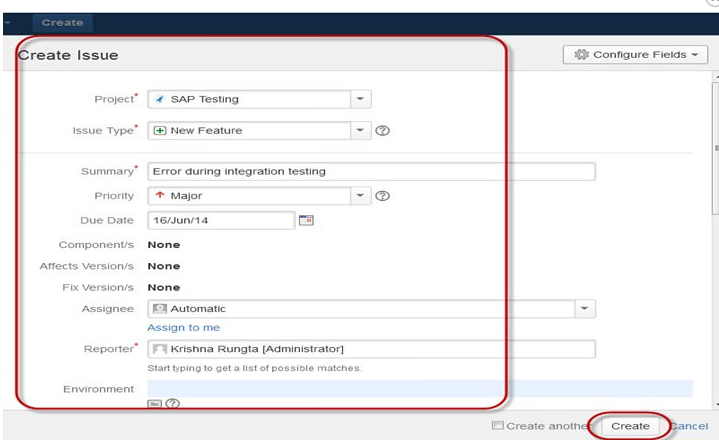 Create
Create Issue
Configure Fields
Project* SAP Testing
Issue Type* New Feature
Summary* Error during integration testing
Priority Major
Due Date 16/Jun/14
Component/s None
Affects Version/s None
Fix Version/s None
Assignee Automatic
Assign to me
Reporter* Krishna Rungta [Administrator]
Start typing to get a list of possible matches.
Environment
Create another Create Cancel